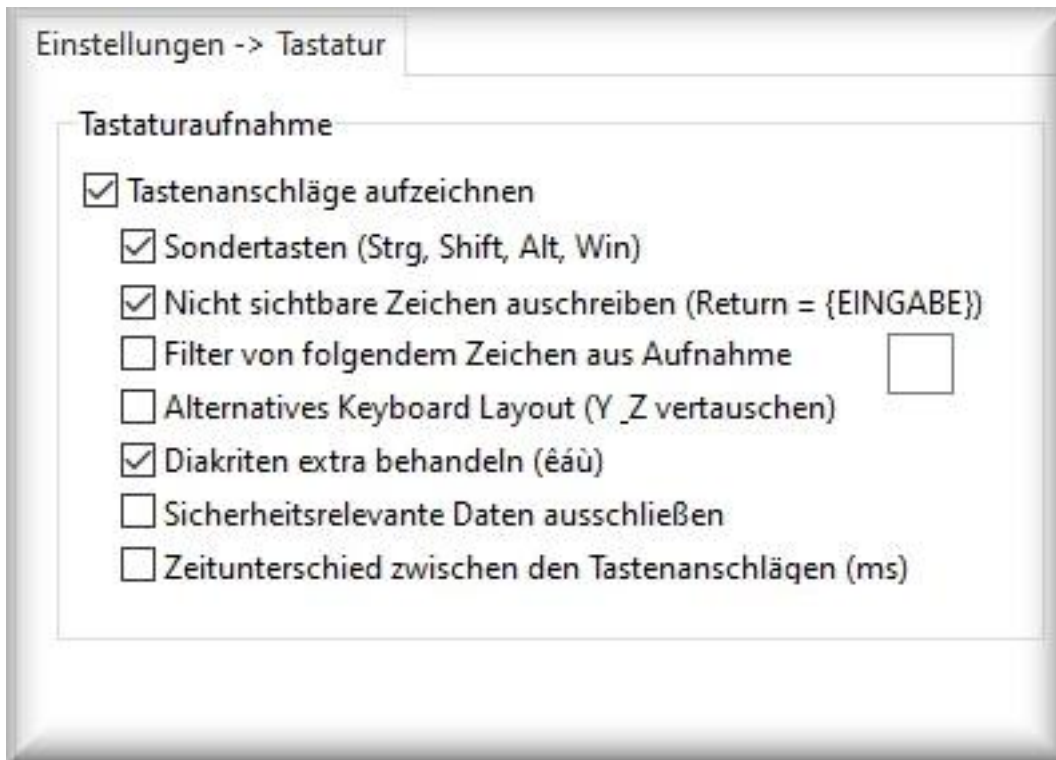 Einstellungen -> Tastatur
Tastaturaufnahme
Tastenanschläge aufzeichnen
Sondertasten (Strg, Shift, Alt, Win)
Nicht sichtbare Zeichen auschreiben (Return = {EINGABE})
Filter von folgendem Zeichen aus Aufnahme
Alternatives Keyboard Layout (Y_Z vertauschen)
Diakriten extra behandeln (êáù)
Sicherheitsrelevante Daten ausschließen
Zeitunterschied zwischen den Tastenanschlägen (ms)